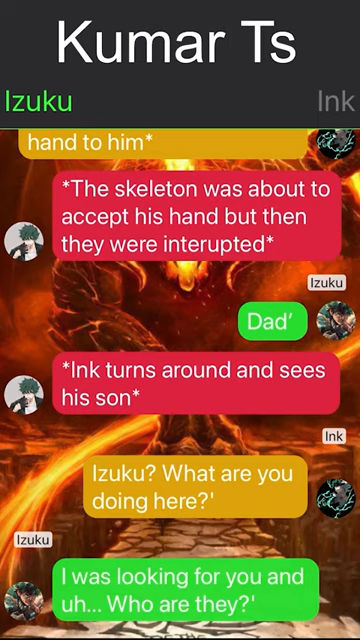 Kumar Ts
Izuku
Ink
hand to him*
*The skeleton was about to
accept his hand but then
they were interupted*
Izuku
Dad'
*Ink turns around and sees
his son*
Ink
Izuku? What are you
doing here?'
Izuku
I was looking for you and
uh... Who are they?'